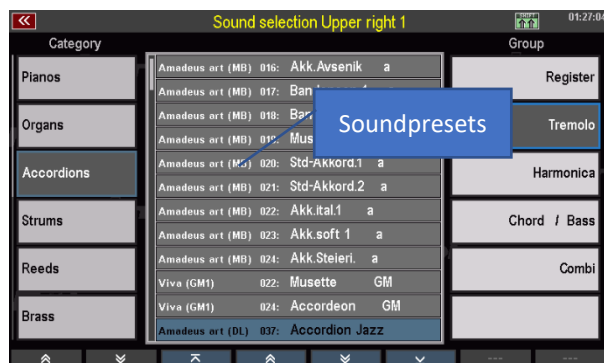 Sound selection Upper right 1
01:27:04
Category
Group
Pianos
Organs
Accordions
Strums
Reeds
Brass
Amadeus art (MB) 016: Akk.Avsenik a
Amadeus art (MB) 017:
Amadeus art (MB) 018:
Amadeus art (MB) 019:
Amadeus art (MB) 020: Std-Akkord.1 a
Amadeus art (MB) 021: Std-Akkord.2 a
Amadeus art (MB) 022: Akk.ital.1 a
Amadeus art (MB) 023: Akk.soft 1 a
Amadeus art (MB) 024: Akk.Steieri. a
Viva (GM1) 022: Musette GM
Viva (GM1) 024: Accordeon GM
Amadeus art (DL) 037: Accordion Jazz
Soundpresets
Register
Tremolo
Harmonica
Chord / Bass
Combi
--- ---